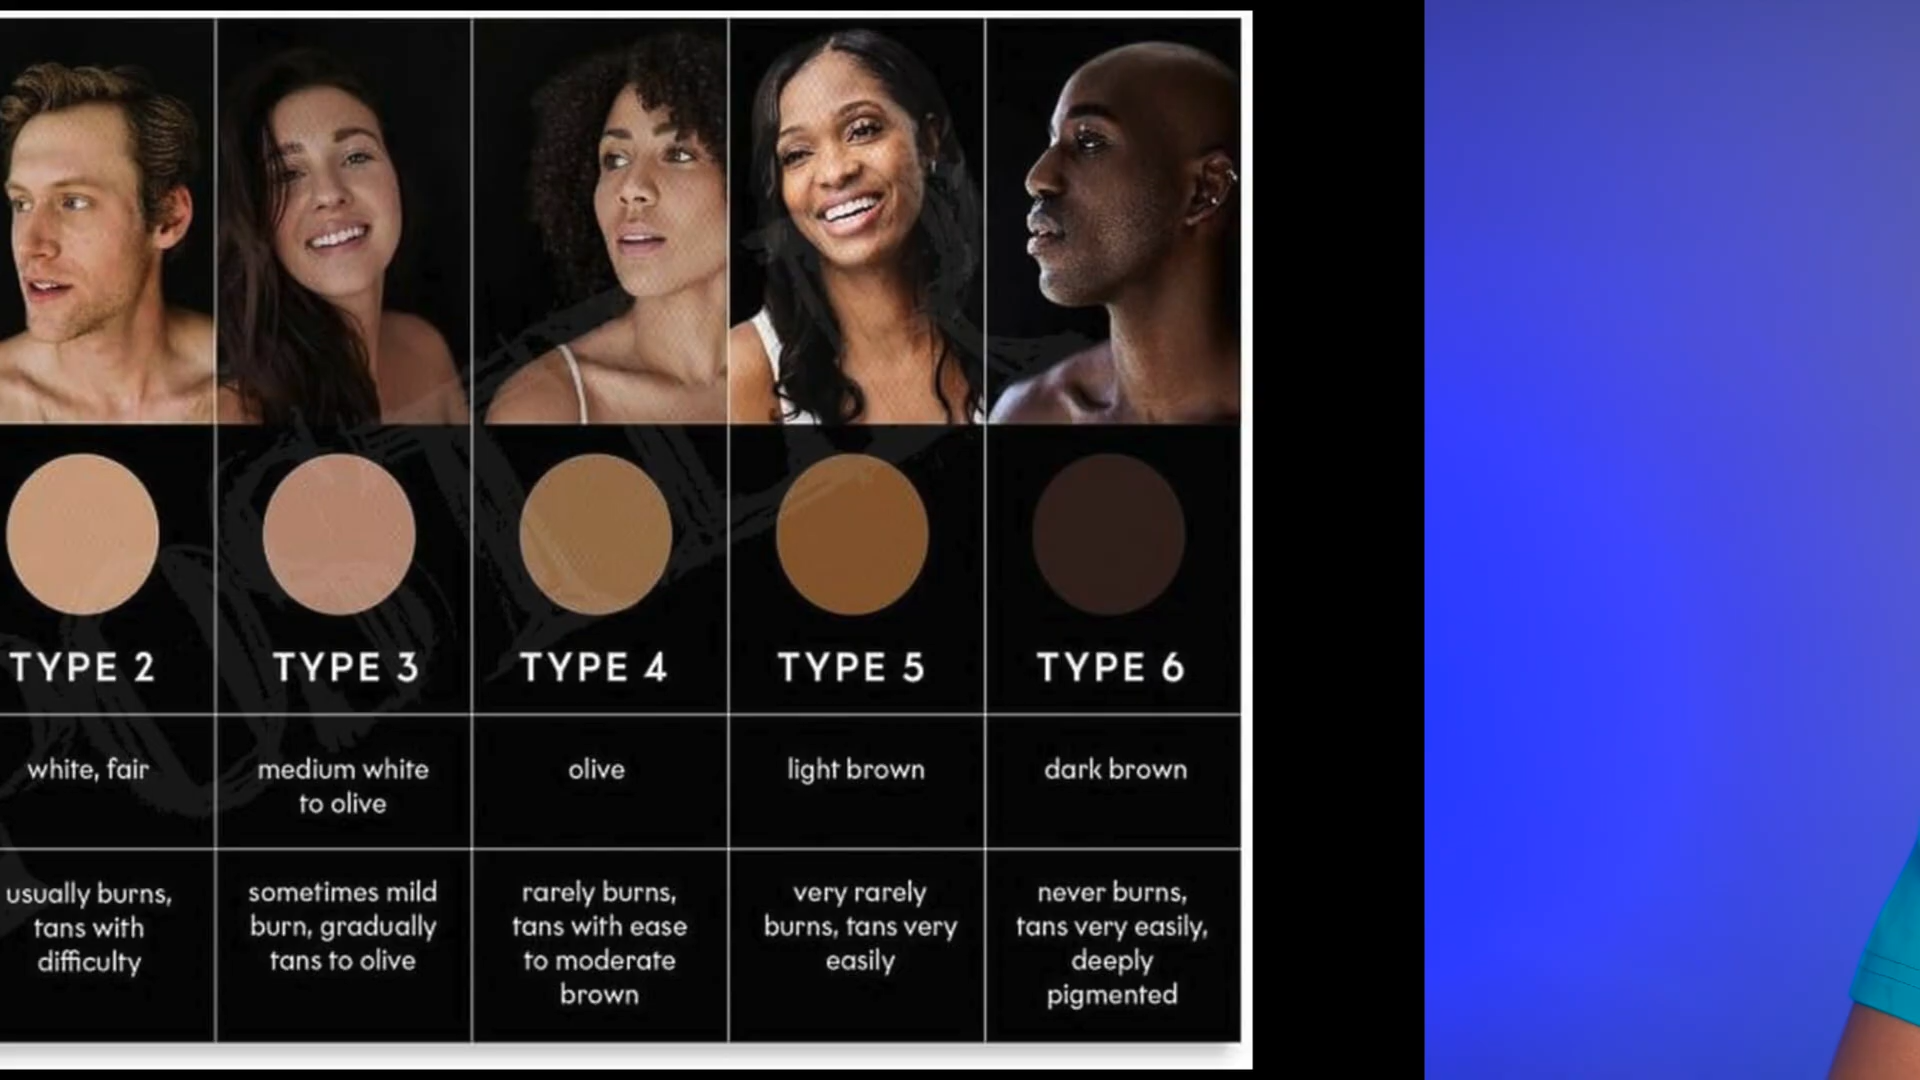 TYPE 2
TYPE 3
TYPE 4
TYPE 5
TYPE 6
white, fair
medium white
to olive
olive
light brown
dark brown
usually burns,
tans with
difficulty
sometimes mild
burn, gradually
tans to olive
rarely burns,
tans with ease
to moderate
brown
very rarely
burns, tans very
easily
never burns,
tans very easily,
deeply
pigmented